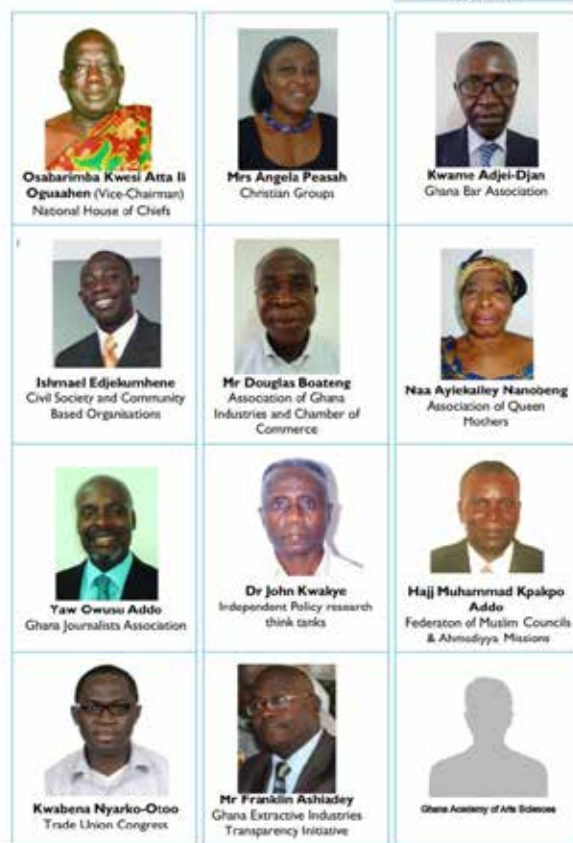 Osabarimba Kwesi Atta II
Oguaahen (Vice-Chairman)
National House of Chiefs
Mrs Angela Peasah
Christian Groups
Kwame Adjei-Djan
Ghana Bar Association
Ishmael Edjekumhene
Civil Society and Community
Based Organisations
Mr Douglas Boateng
Association of Ghana
Industries and Chamber of
Commerce
Naa Ayiekailey Nanobeng
Association of Queen
Mothers
Yaw Owusu Addo
Ghana Journalists Association
Dr John Kwakye
Independent Policy research
think tanks
Hajj Muhammad Kpakpo
Addo
Federaton of Muslim Councils
& Ahmadiyya Missions
Kwabena Nyarko-Otoo
Trade Union Congress
Mr Franklin Ashiadey
Ghana Extractive Industries
Transparency Initiative
Ghana Academy of Arts Sciences